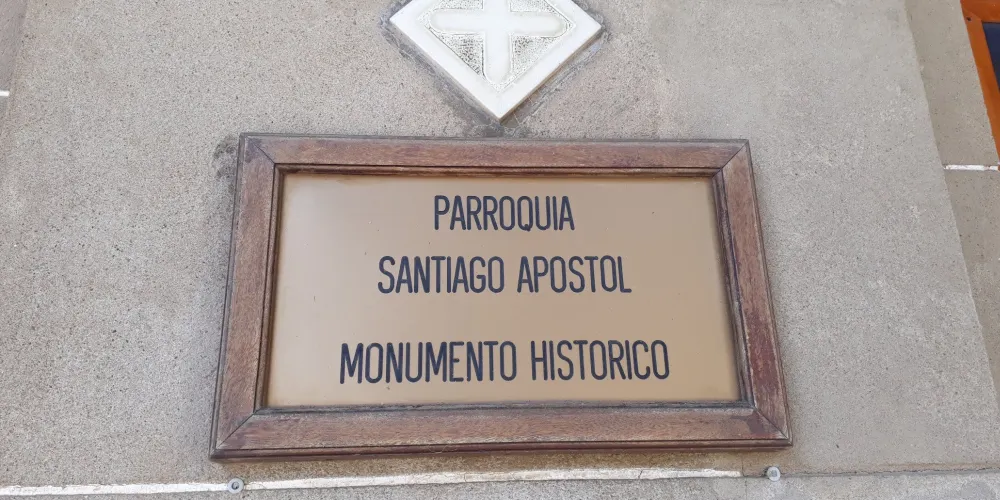 PARROQUIA
SANTIAGO APOSTOL
MONUMENTO HISTORICO